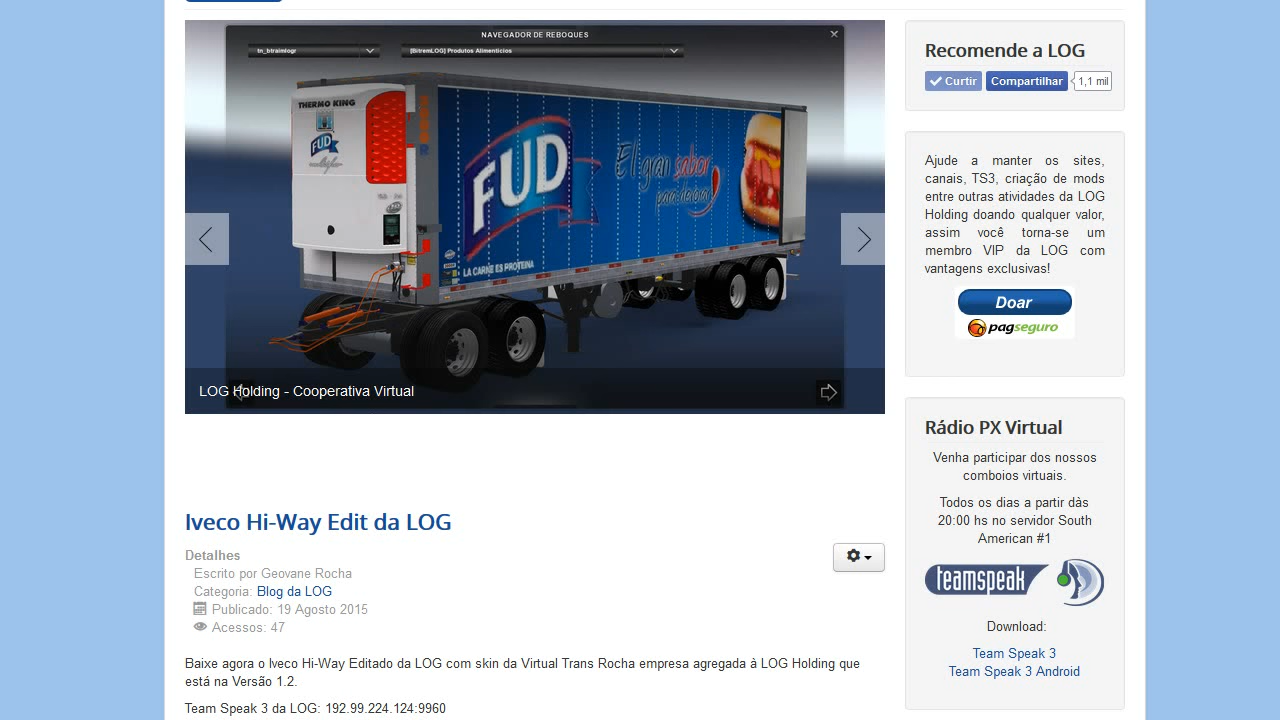 NAVEGADOR DE REBOQUES
tn_btraimlogr
[BitremLOG] Produtos Alimenticios
THERMO KING
FUD
FUD
El gran sabor
para devorar
LA CARNE ES PROTEINA
LOG Holding - Cooperativa Virtual
Iveco Hi-Way Edit da LOG
Detalhes
Escrito por Geovane Rocha
Categoria: Blog da LOG
Publicado: 19 Agosto 2015
Acessos: 47
Baixe agora o Iveco Hi-Way Editado da LOG com skin da Virtual Trans Rocha empresa agregada à LOG Holding que
está na Versão 1.2.
Team Speak 3 da LOG: 192.99.224.124:9960
Recomende a LOG
Curtir Compartilhar 1,1 mil
Ajude a manter os sites,
canais, TS3, criação de mods
entre outras atividades da LOG
Holding doando qualquer valor,
assim você torna-se um
membro VIP da LOG com
vantagens exclusivas!
Doar
pagseguro
Rádio PX Virtual
Venha participar dos nossos
comboios virtuais.
Todos os dias a partir dàs
20:00 hs no servidor South
American #1
teamspeak
Download:
Team Speak 3
Team Speak 3 Android